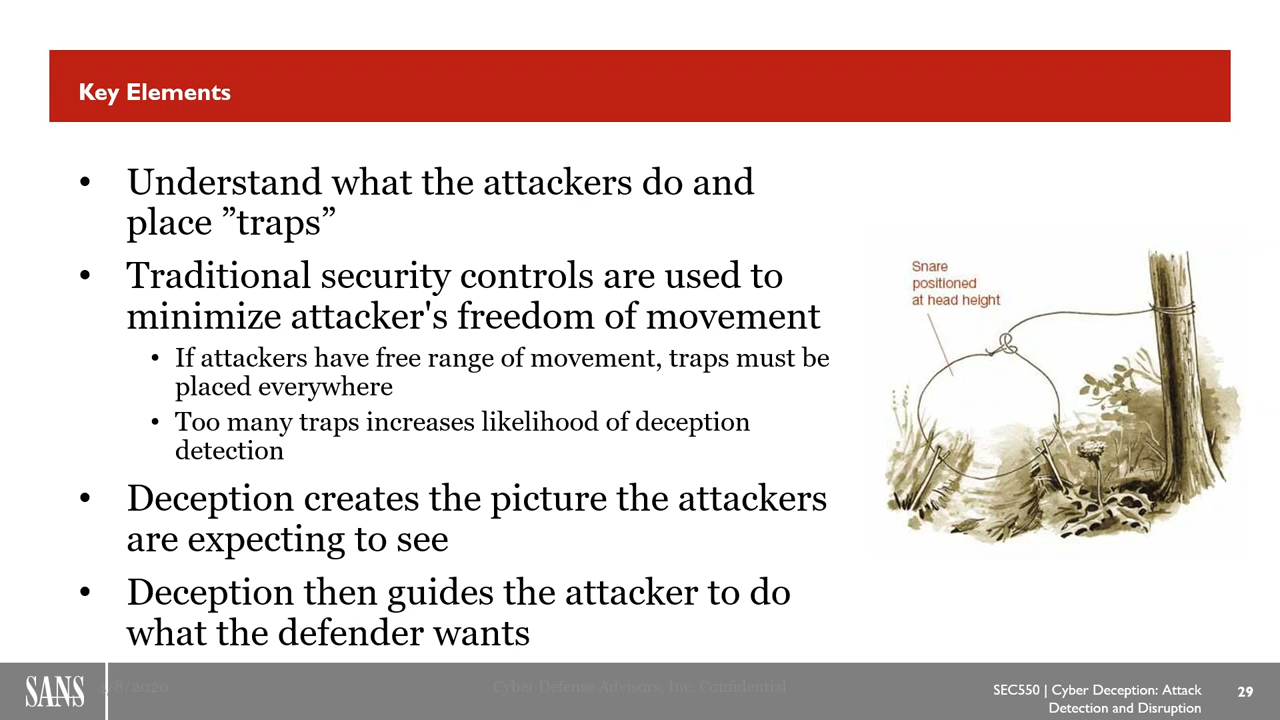 Key Elements
• Understand what the attackers do and
place ”traps”
• Traditional security controls are used to
minimize attacker's freedom of movement
• If attackers have free range of movement, traps must be
placed everywhere
• Too many traps increases likelihood of deception
detection
• Deception creates the picture the attackers
are expecting to see
• Deception then guides the attacker to do
what the defender wants
Snare
positioned
at head height
SANS
/8/2020
Cyber Defense Advisors, Inc. Confidential
SEC550 | Cyber Deception: Attack
Detection and Disruption
29